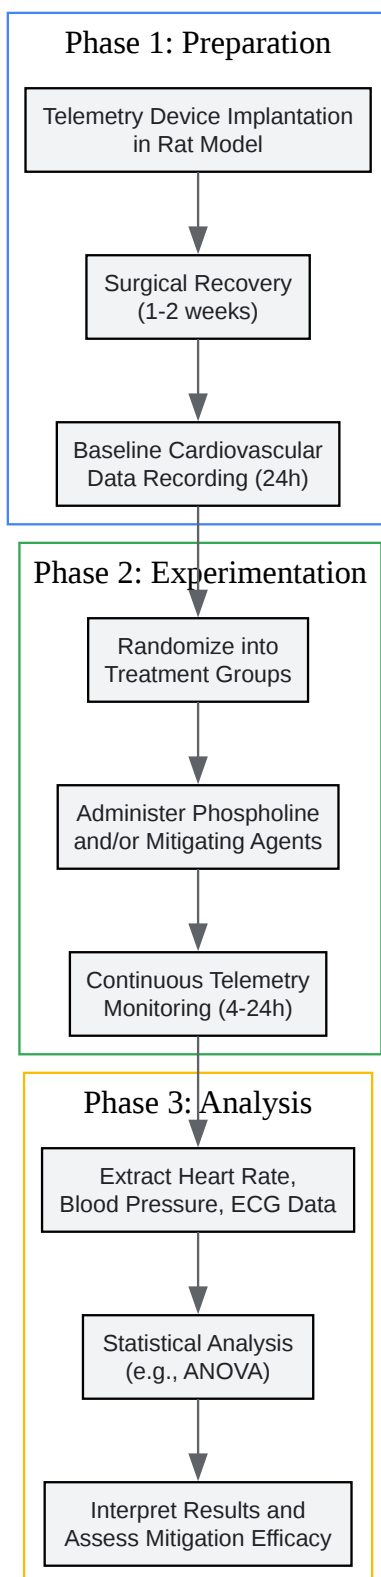 Phase 1: Preparation
Telemetry Device Implantation
in Rat Model
Surgical Recovery
(1-2 weeks)
Baseline Cardiovascular
Data Recording (24h)
Phase 2: Experimentation
Randomize into
Treatment Groups
Administer Phospholine
and/or Mitigating Agents
Continuous Telemetry
Monitoring (4-24h)
Phase 3: Analysis
Extract Heart Rate,
Blood Pressure, ECG Data
Statistical Analysis
(e.g., ANOVA)
Interpret Results and
Assess Mitigation Efficacy